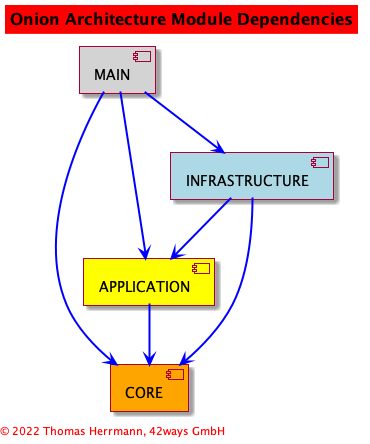 Onion Architecture Module Dependencies
MAIN
INFRASTRUCTURE
APPLICATION
CORE
© 2022 Thomas Herrmann, 42ways GmbH